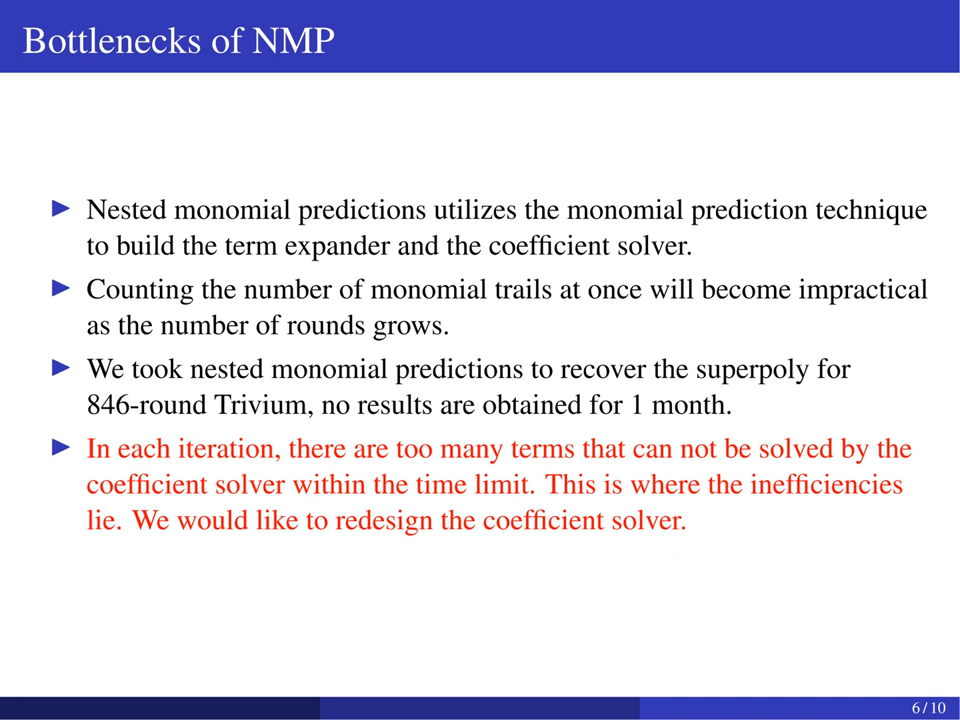 Bottlenecks of NMP
Nested monomial predictions utilizes the monomial prediction technique
to build the term expander and the coefficient solver.
Counting the number of monomial trails at once will become impractical
as the number of rounds grows.
We took nested monomial predictions to recover the superpoly for
846-round Trivium, no results are obtained for 1 month.
In each iteration, there are too many terms that can not be solved by the
coefficient solver within the time limit. This is where the inefficiencies
lie. We would like to redesign the coefficient solver.
6 / 10